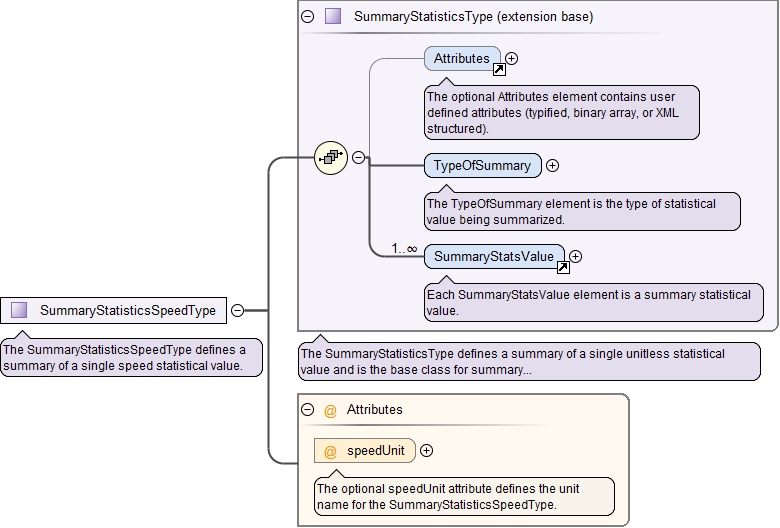 SummaryStatisticsType (extension base)
Attributes
The optional Attributes element contains user
defined attributes (typified, binary array, or XML
structured).
TypeOfSummary
The TypeOfSummary element is the type of statistical
value being summarized.
1..∞
SummaryStatsValue
Each SummaryStatsValue element is a summary statistical
value.
SummaryStatisticsSpeedType
The SummaryStatisticsSpeedType defines a
summary of a single speed statistical value.
The SummaryStatisticsType defines a summary of a single unitless statistical
value and is the base class for summary...
@ Attributes
@ speedUnit
The optional speedUnit attribute defines the unit
name for the SummaryStatisticsSpeedType.